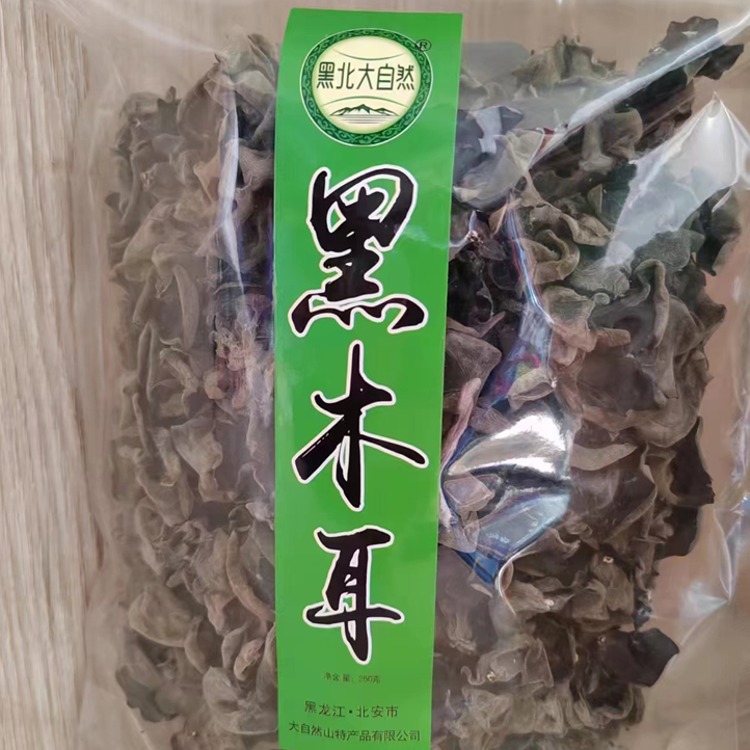 黑北大自然®
黑木耳
净含量：250克
黑龙江·北安市
大自然山特产品有限公司